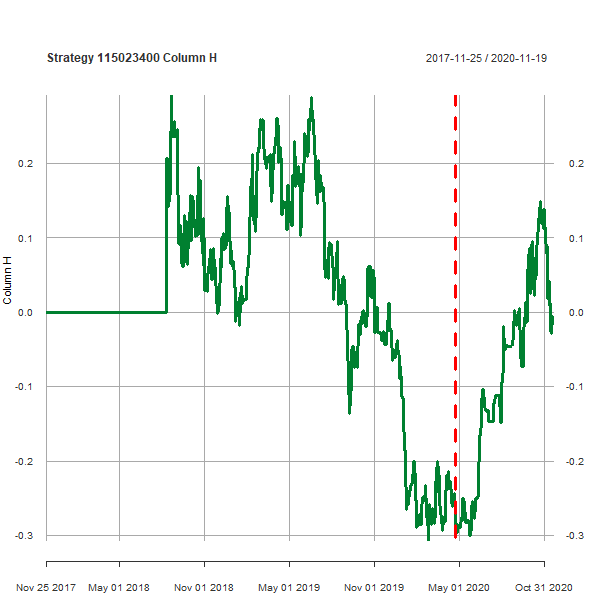 Strategy 115023400 Column H
2017-11-25 / 2020-11-19
0.2 0.2
0.1 0.1
0.0 0.0
-0.1 -0.1
-0.2 -0.2
-0.3 -0.3
Column H
Nov 25 2017 May 01 2018 Nov 01 2018 May 01 2019 Nov 01 2019 May 01 2020 Oct 31 2020